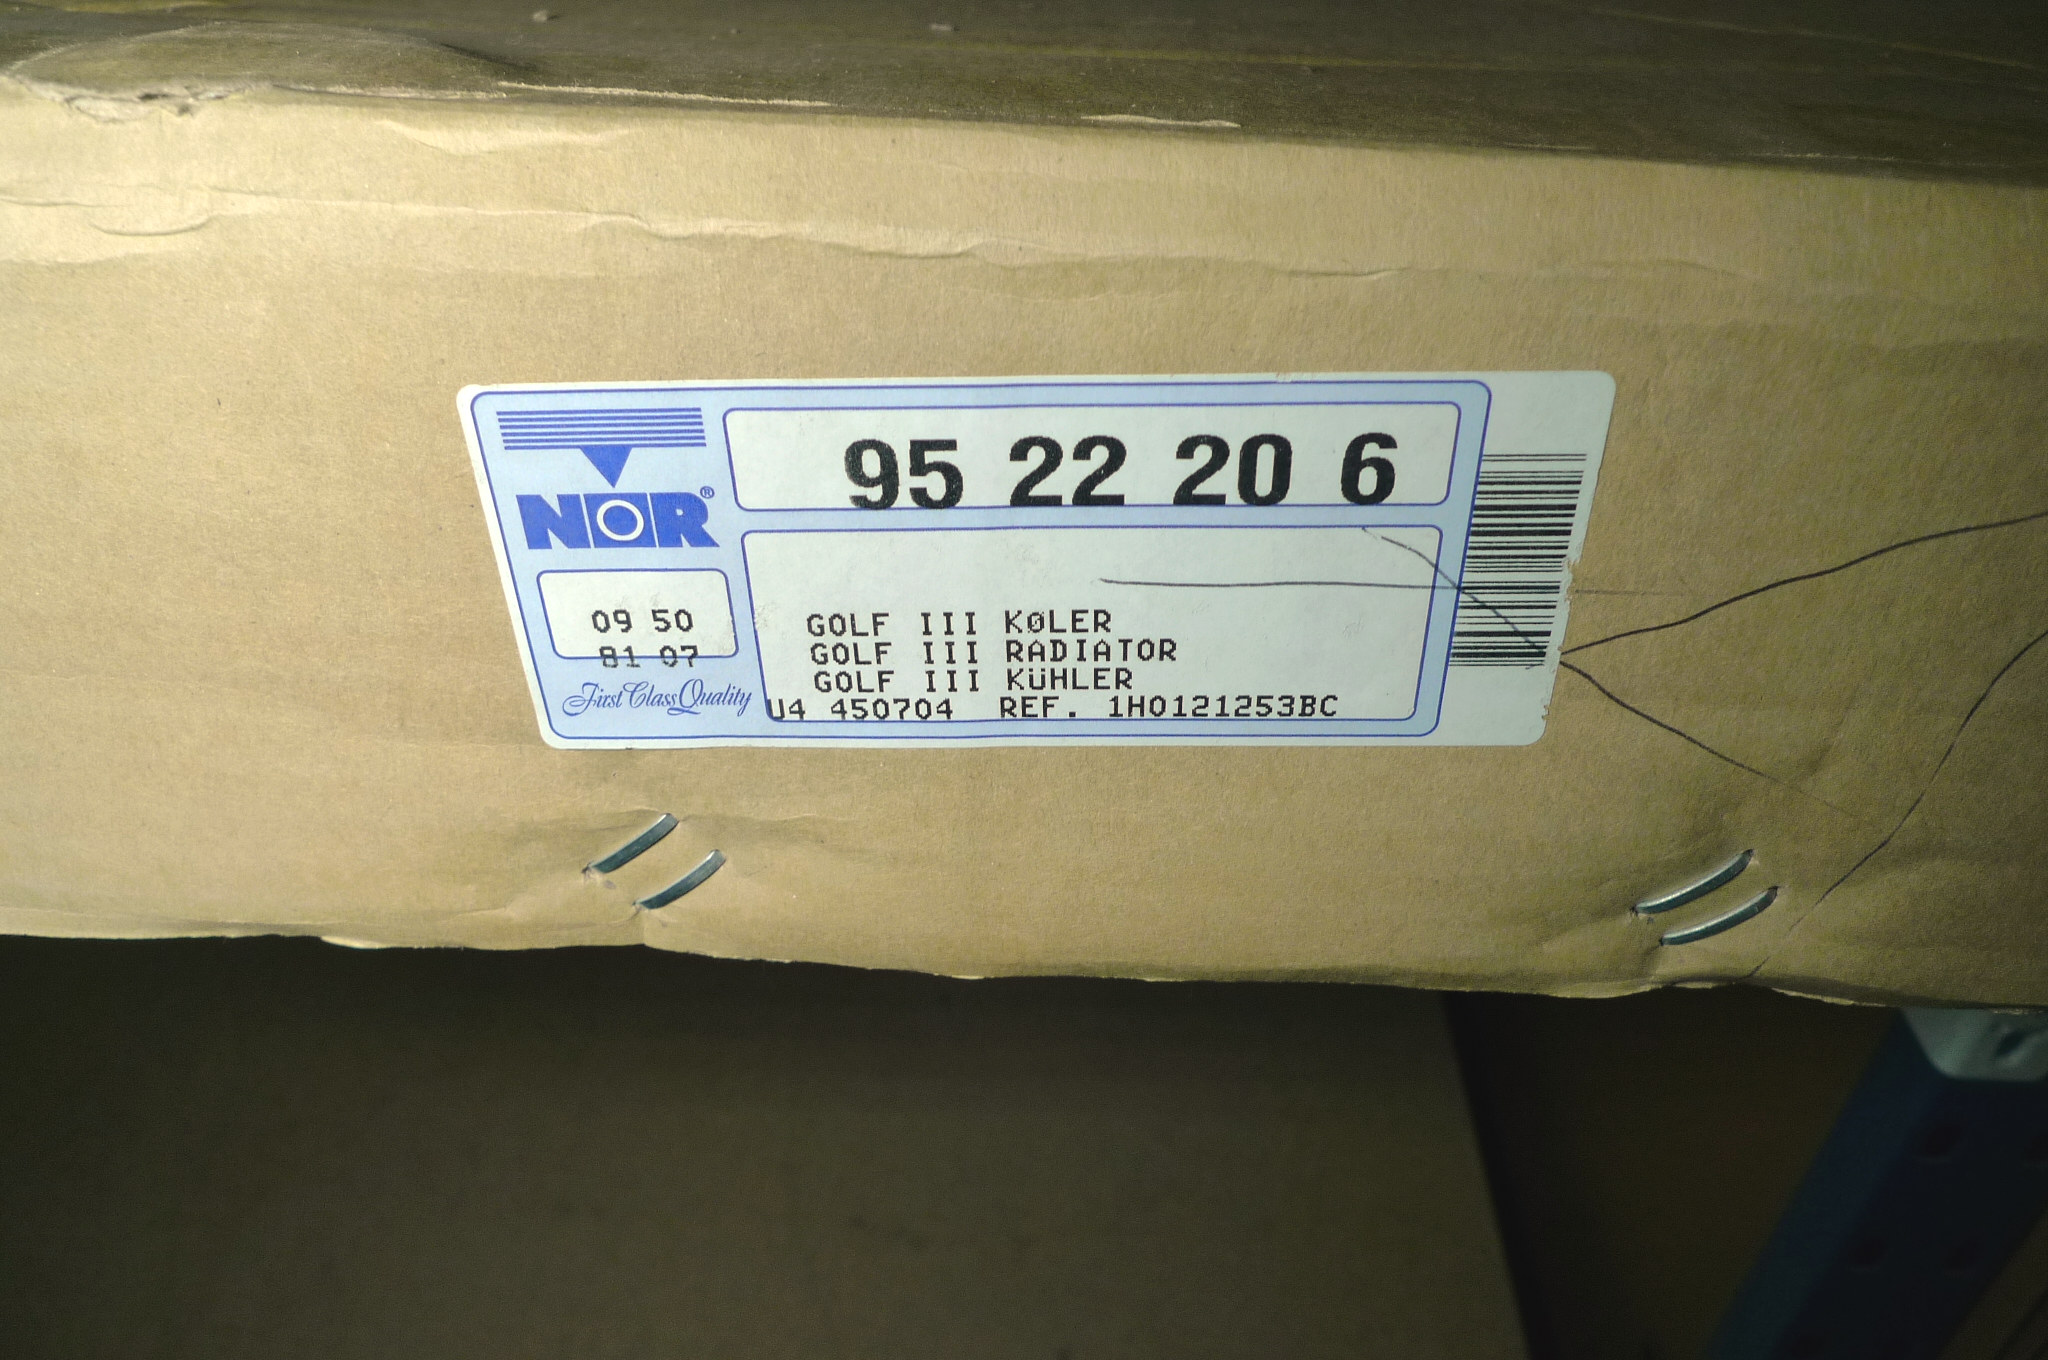 NOR®
95 22 20 6
09 50
81 07
First Class Quality
GOLF III KØLER
GOLF III RADIATOR
GOLF III KÜHLER
U4 450704 REF. 1H0121253BC